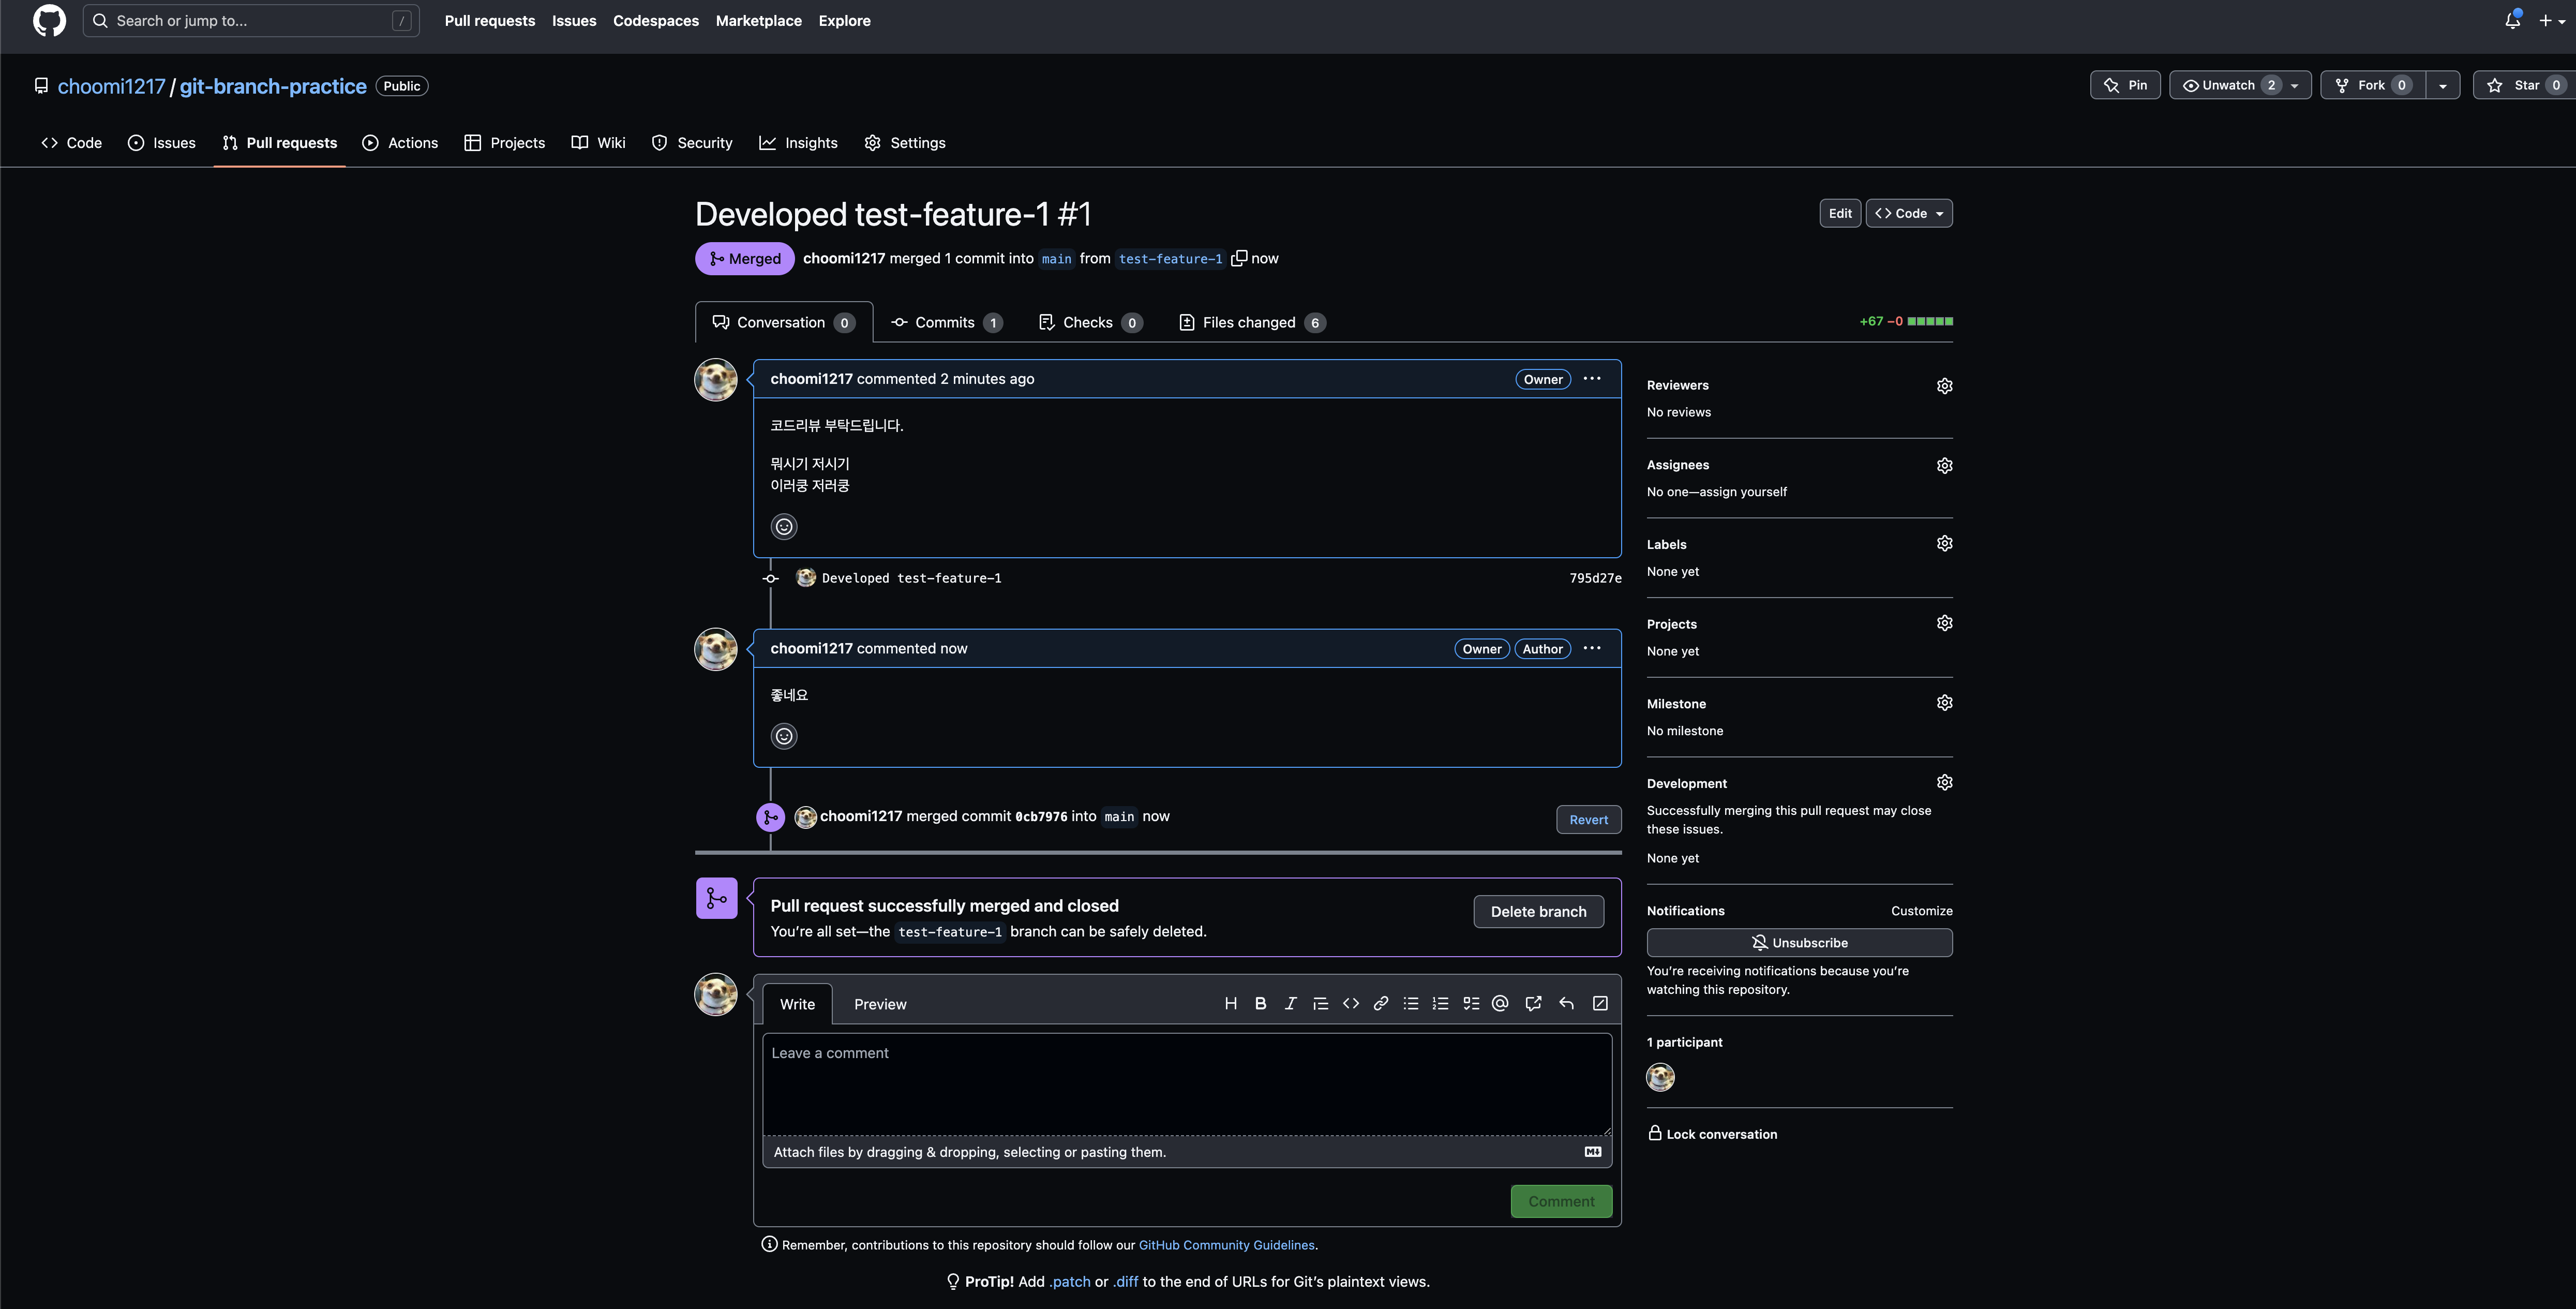 Search or jump to... / Pull requests Issues Codespaces Marketplace Explore
choomi1217 / git-branch-practice Public Pin Unwatch 2 Fork 0 Star 0
Code Issues Pull requests Actions Projects Wiki Security Insights Settings
Developed test-feature-1 #1 Edit Code
Merged choomi1217 merged 1 commit into main from test-feature-1 now
Conversation 0 Commits 1 Checks 0 Files changed 6 +67 −0
choomi1217 commented 2 minutes ago Owner ···
코드리뷰 부탁드립니다.
뭐시기 저시기
이러쿵 저러쿵
Developed test-feature-1 795d27e
choomi1217 commented now Owner Author ···
좋네요
choomi1217 merged commit 0cb7976 into main now Revert
Pull request successfully merged and closed
You’re all set—the test-feature-1 branch can be safely deleted.
Delete branch
Write Preview
Leave a comment
Attach files by dragging & dropping, selecting or pasting them.
Comment
Remember, contributions to this repository should follow our GitHub Community Guidelines.
ProTip! Add .patch or .diff to the end of URLs for Git’s plaintext views.
Reviewers
No reviews
Assignees
No one—assign yourself
Labels
None yet
Projects
None yet
Milestone
No milestone
Development
Successfully merging this pull request may close
these issues.
None yet
Notifications Customize
Unsubscribe
You’re receiving notifications because you’re
watching this repository.
1 participant
Lock conversation